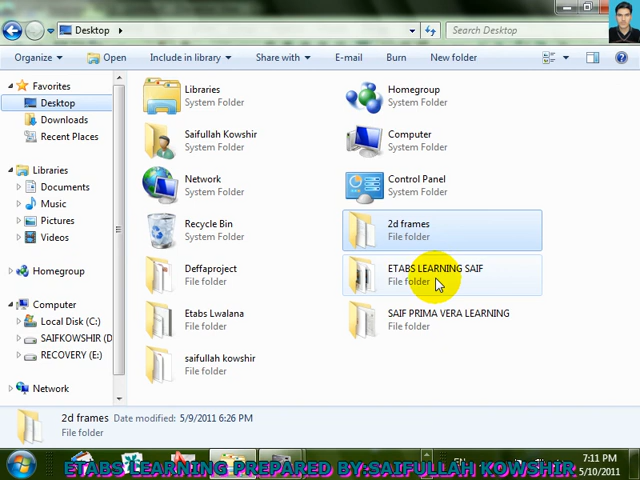 Desktop
Search Desktop
Organize
Open
Include in library
Share with
E-mail
Burn
New folder
Favorites
Desktop
Downloads
Recent Places
Libraries
Documents
Music
Pictures
Videos
Homegroup
Computer
Local Disk (C:)
SAIFKOWSHIR (D
RECOVERY (E:)
Network
Libraries
System Folder
Homegroup
System Folder
Saifullah Kowshir
System Folder
Computer
System Folder
Network
System Folder
Control Panel
System Folder
Recycle Bin
System Folder
2d frames
File folder
Deffaproject
File folder
ETABS LEARNING SAIF
File folder
Etabs Lwalana
File folder
SAIF PRIMA VERA LEARNING
File folder
saifullah kowshir
File folder
2d frames Date modified: 5/9/2011 6:26 PM
File folder
7:11 PM
5/10/2011
ETABS LEARNING PREPARED BY:SAIFULLAH KOWSHIR